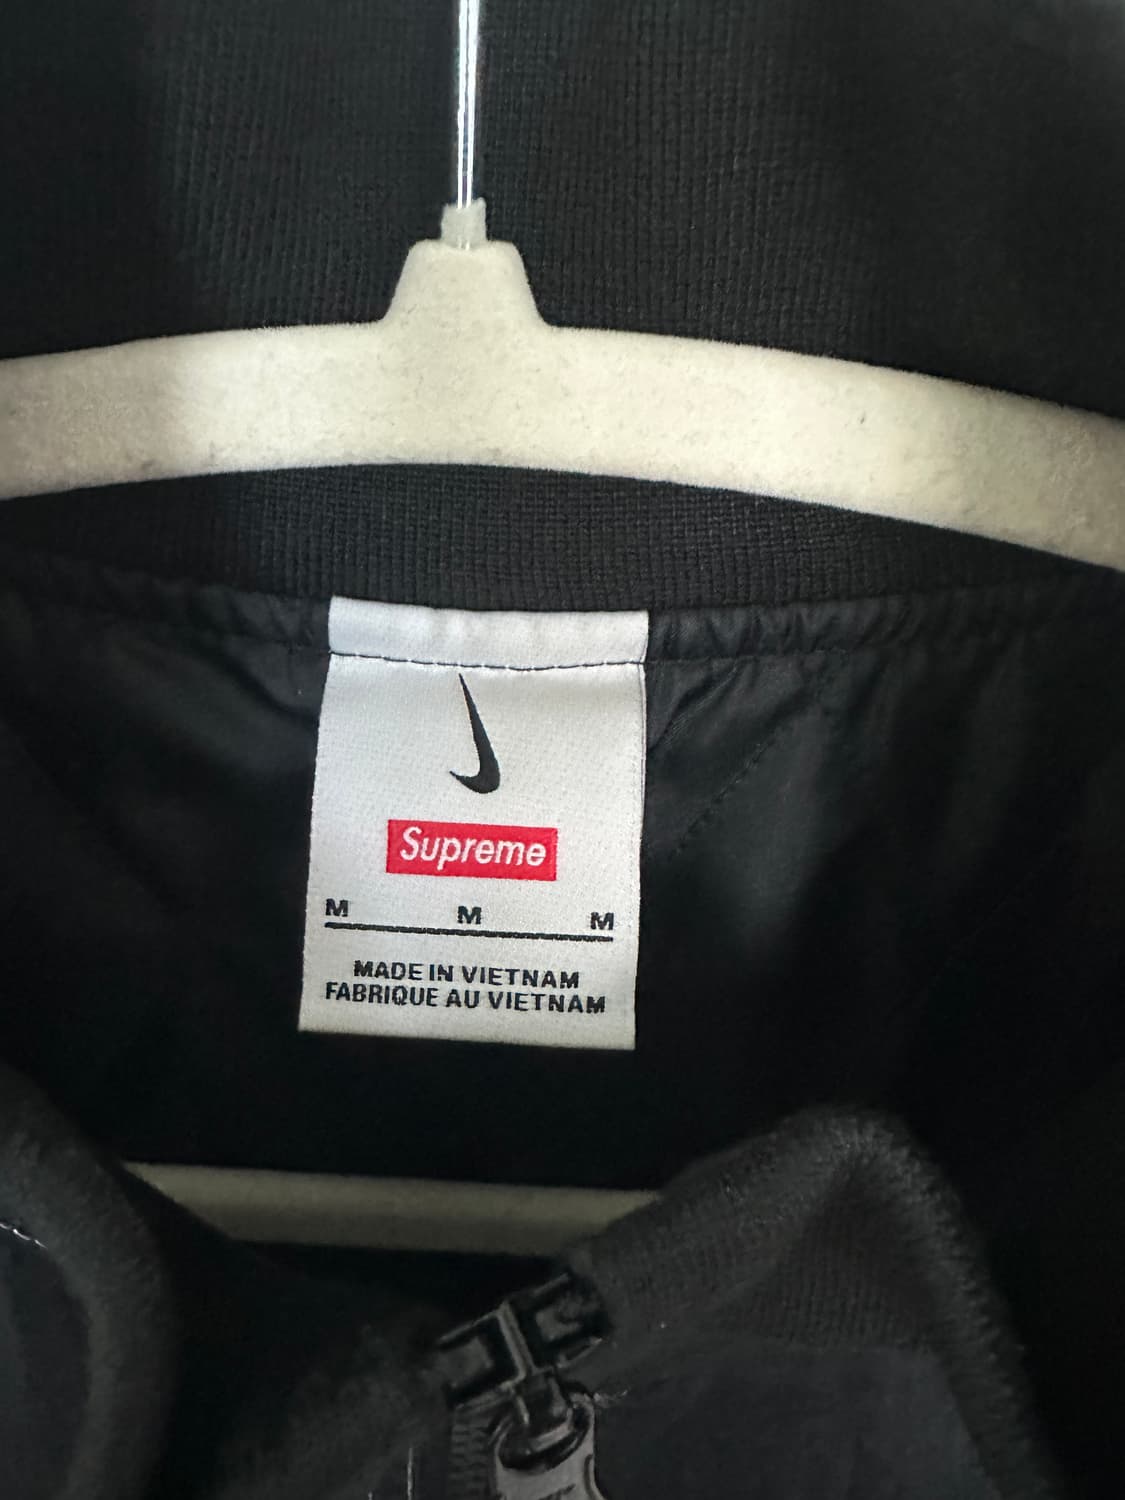 Supreme
M M M
MADE IN VIETNAM
FABRIQUE AU VIETNAM